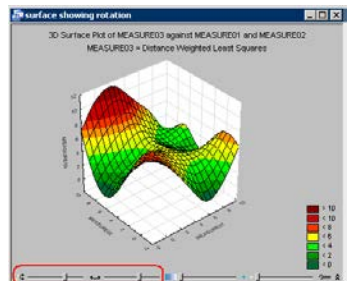 surface showing rotation
3D Surface Plot of MEASURE03 against MEASURE01 and MEASURE02
MEASURE03 = Distance Weighted Least Squares
> 10
< 10
< 8
< 6
< 4
< 2
< 0